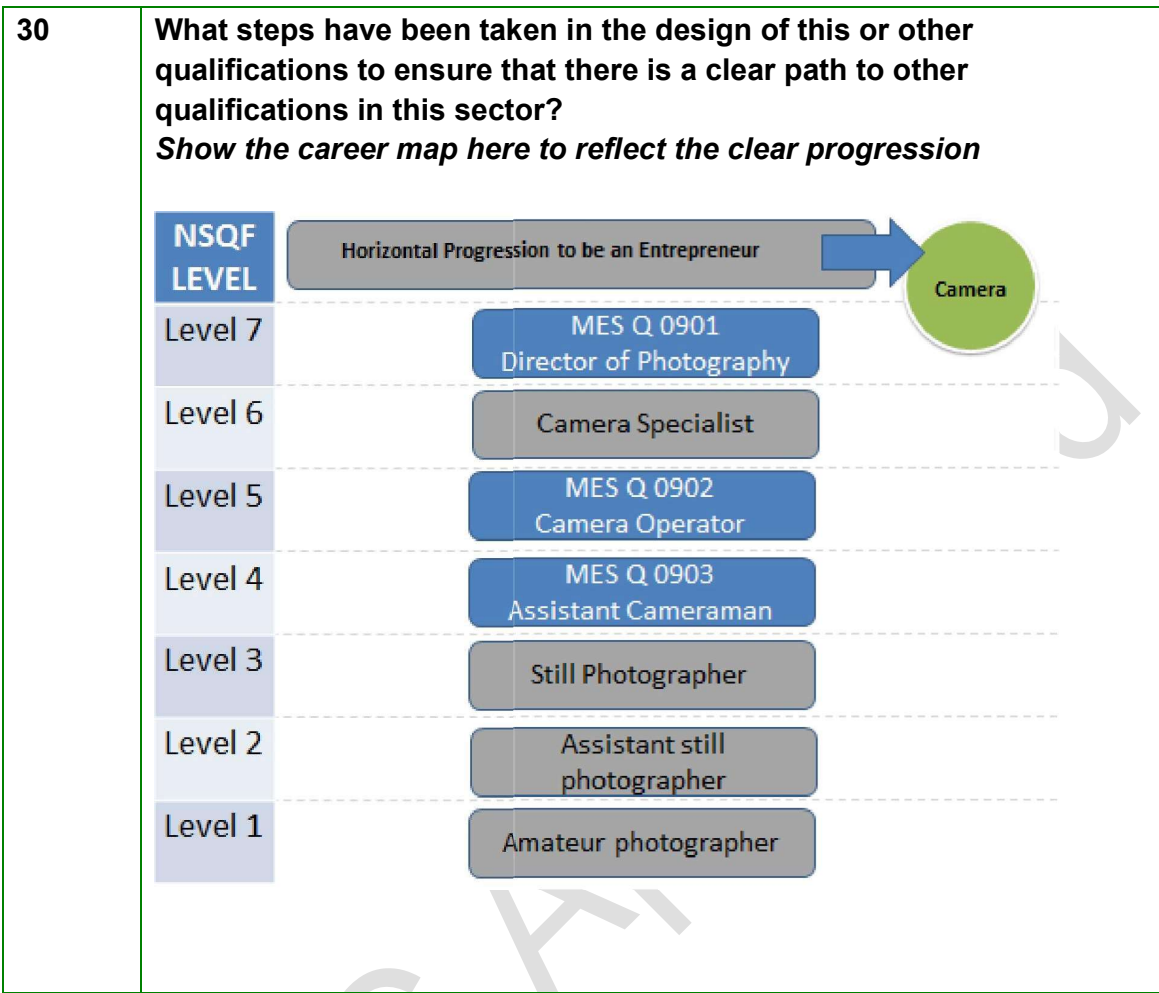 30
What steps have been taken in the design of this or other
qualifications to ensure that there is a clear path to other
qualifications in this sector?
Show the career map here to reflect the clear progression
NSQF
LEVEL
Horizontal Progression to be an Entrepreneur
Camera
Level 7
MES Q 0901
Director of Photography
Level 6
Camera Specialist
Level 5
MES Q 0902
Camera Operator
Level 4
MES Q 0903
Assistant Cameraman
Level 3
Still Photographer
Level 2
Assistant still
photographer
Level 1
Amateur photographer